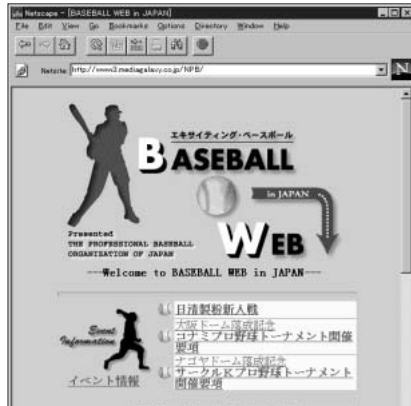 Netscape - [BASEBALL WEB in JAPAN]
File Edit View Go Bookmarks Options Directory Window Help
Netsite: http://www3.mediagalaxy.co.jp/NPB/
N
エキサイティング・ベースボール
BASEBALL
in JAPAN
WEB
Presented
THE PROFESSIONAL BASEBALL
ORGANIZATION OF JAPAN
---Welcome to BASEBALL WEB in JAPAN---
Event
Information
イベント情報
日清製粉新人戦
大阪ドーム落成記念
コナミプロ野球トーナメント開催
要項
ナゴヤドーム落成記念
サークルKプロ野球トーナメント
開催要項